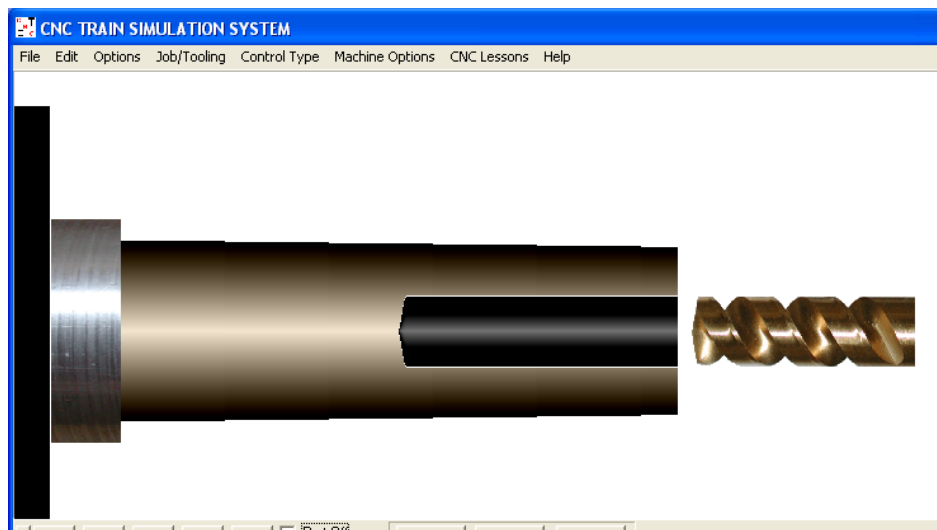 CNC TRAIN SIMULATION SYSTEM
File Edit Options Job/Tooling Control Type Machine Options CNC Lessons Help